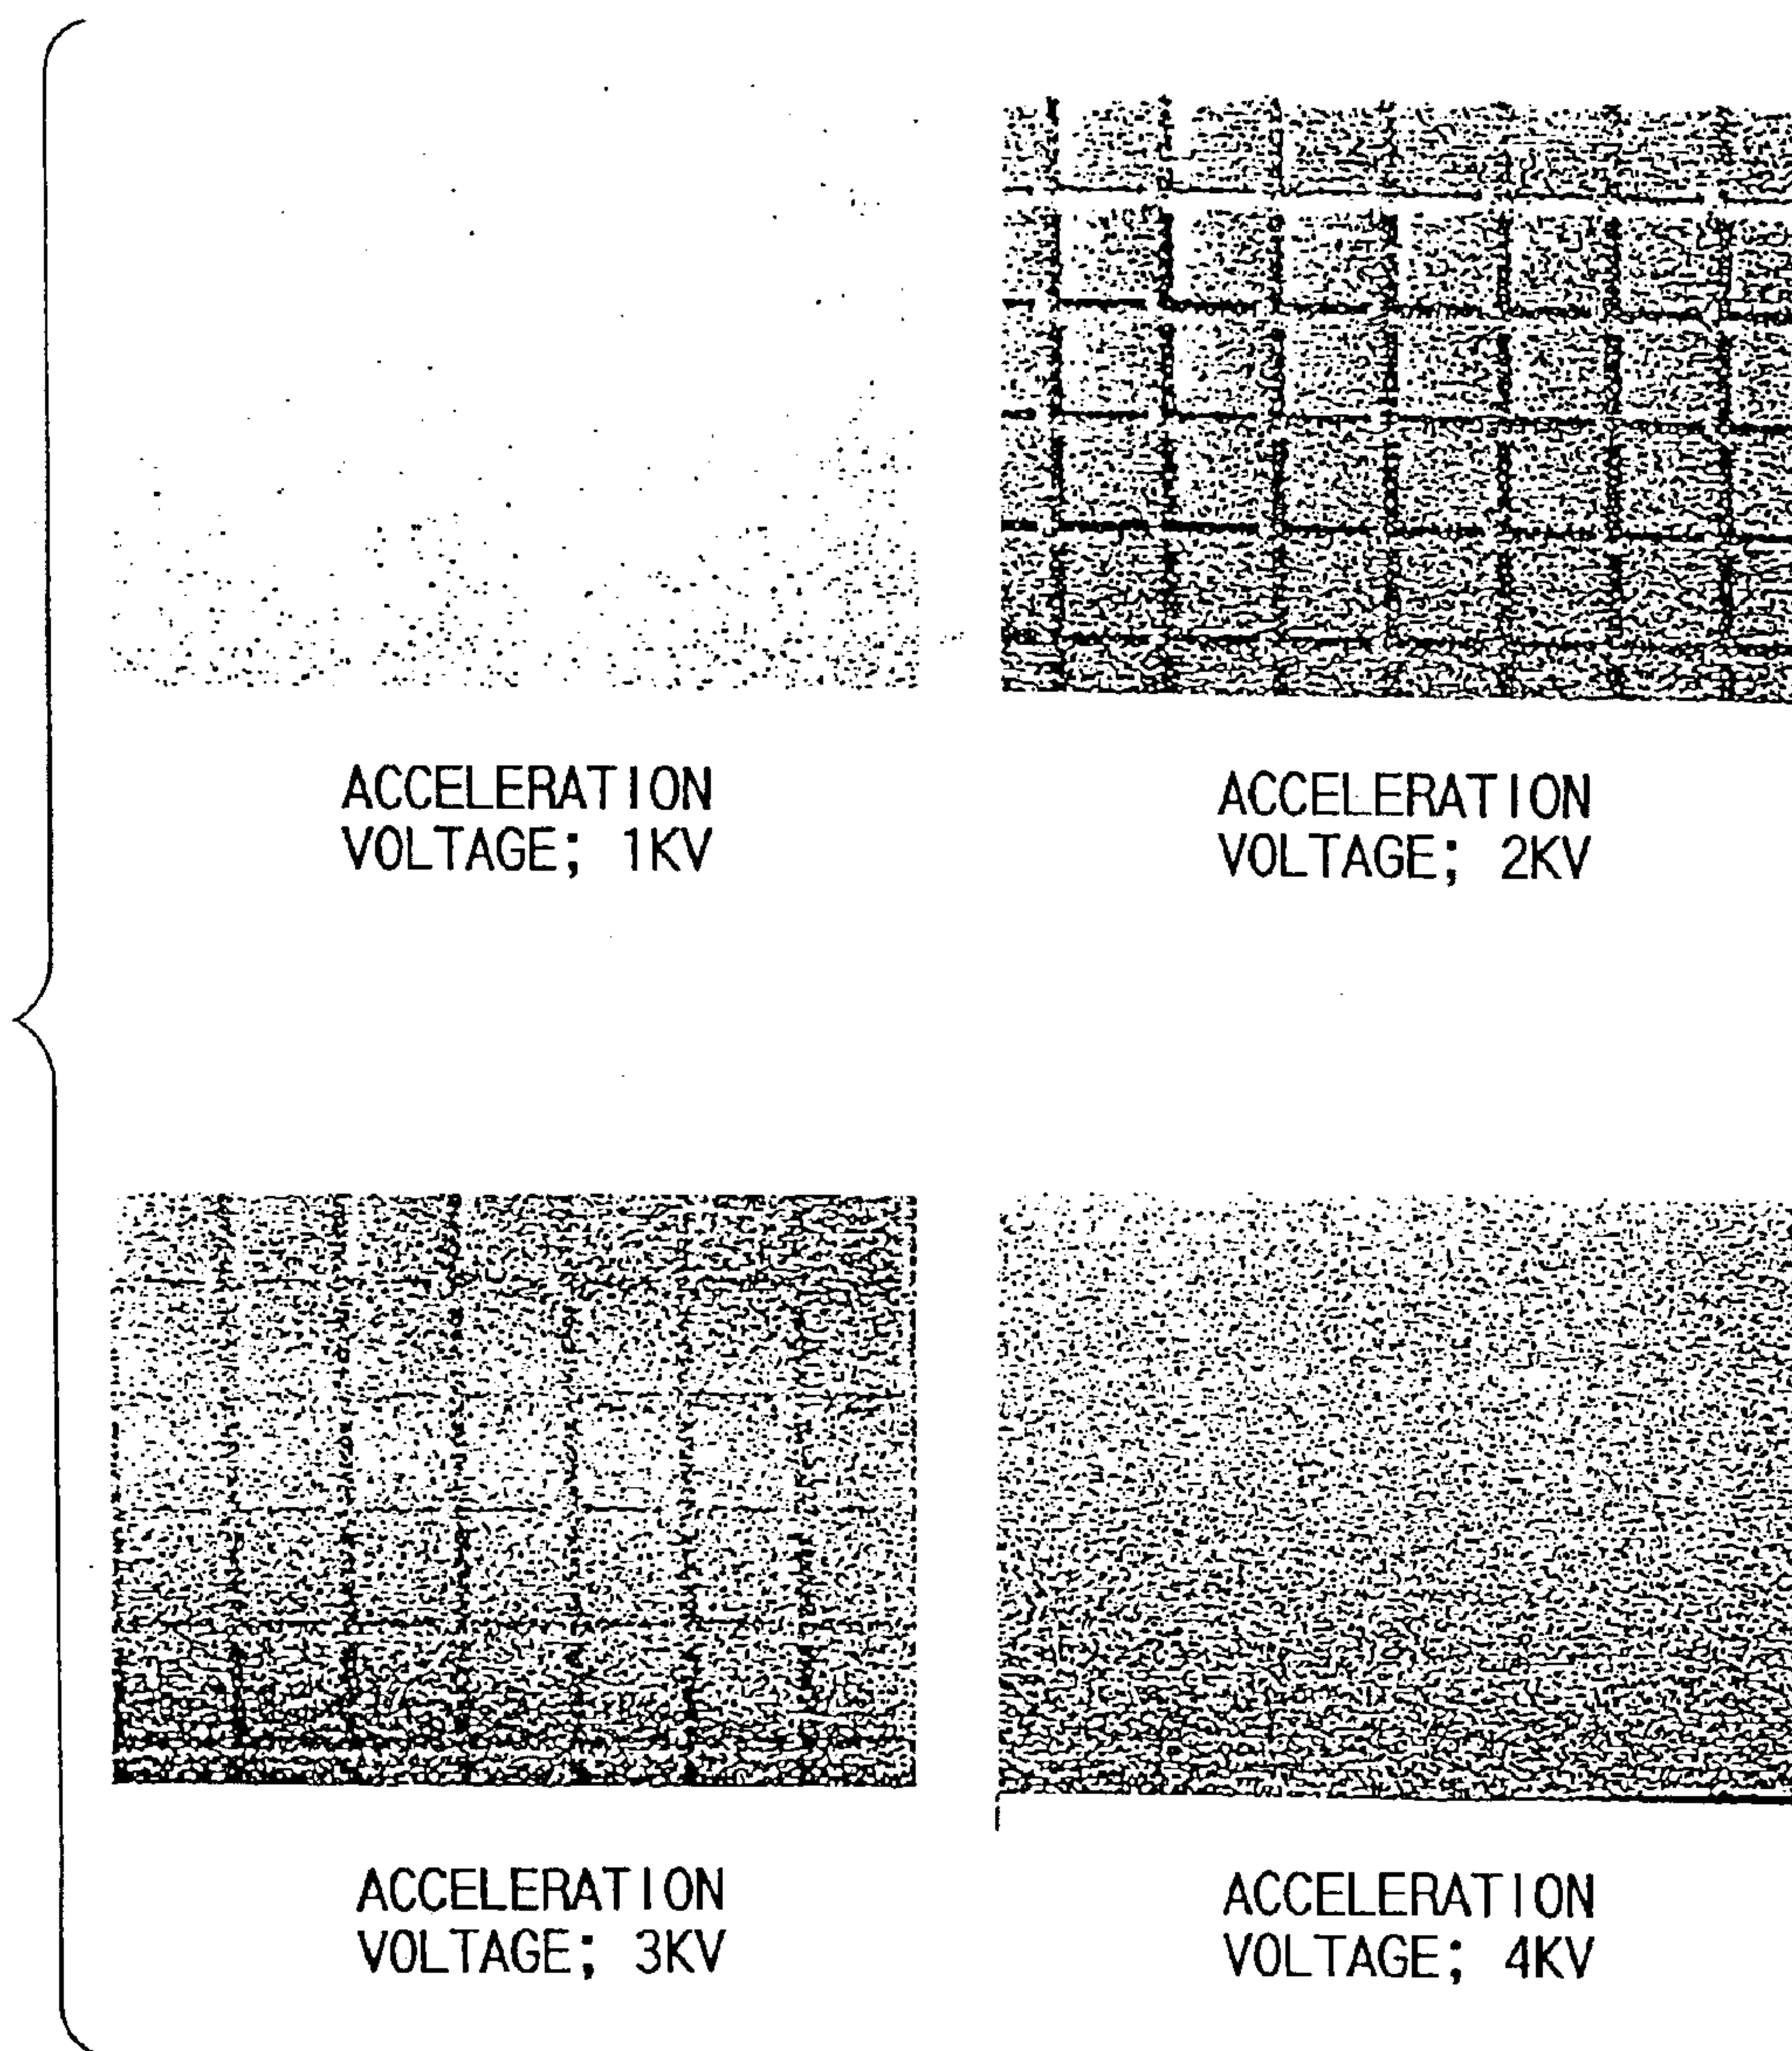 ACCELERATION
VOLTAGE; 1KV
ACCELERATION
VOLTAGE; 2KV
ACCELERATION
VOLTAGE; 3KV
ACCELERATION
VOLTAGE; 4KV